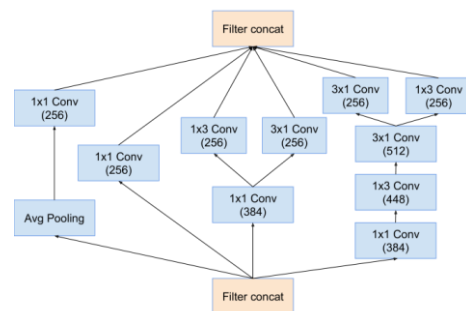 Filter concat
3x1 Conv
(256)
1x3 Conv
(256)
1x1 Conv
(256)
1x3 Conv
(256)
3x1 Conv
(256)
3x1 Conv
(512)
1x1 Conv
(256)
1x3 Conv
(448)
1x1 Conv
(384)
Avg Pooling
1x1 Conv
(384)
Filter concat